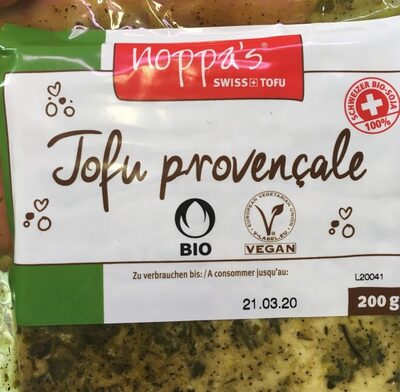 noppa's®
SWISS TOFU
SCHWEIZER BIO-SOJA
100%
Tofu provençale
BIO
EUROPEAN VEGETARIAN UNION
V-LABEL.EU
VEGAN
Zu verbrauchen bis:/A consommer jusqu'au:
L20041
21.03.20
200 g